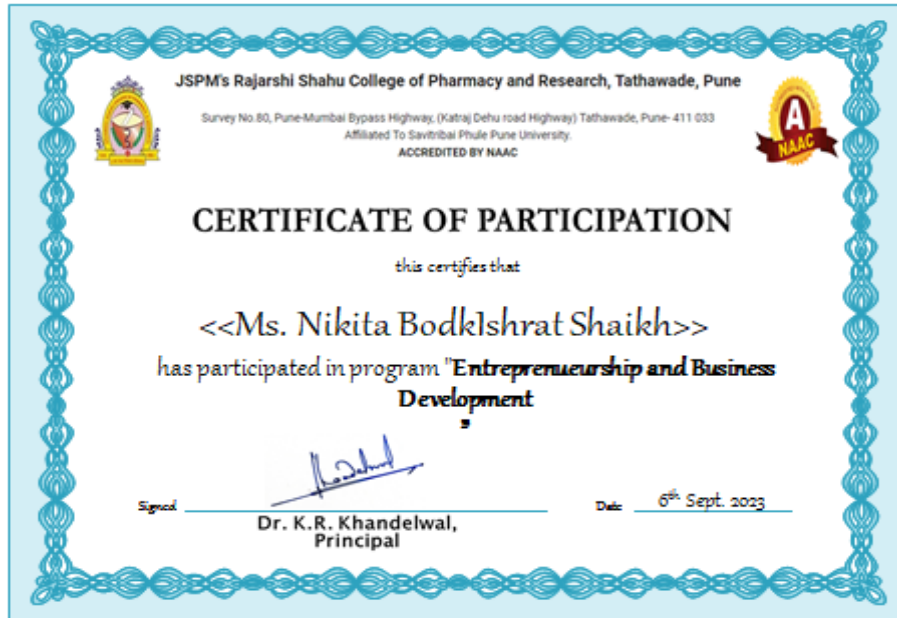 JSPM's Rajarshi Shahu College of Pharmacy and Research, Tathawade, Pune
Survey No.80, Pune-Mumbai Bypass Highway, (Katraj Dehu road Highway) Tathawade, Pune- 411 033
Affiliated To Savitribai Phule Pune University.
ACCREDITED BY NAAC
A
NAAC
CERTIFICATE OF PARTICIPATION
this certifies that
<<Ms. Nikita BodkIshrat Shaikh>>
has participated in program "Entreprenueurship and Business
Development
"
Signed
Date 6th Sept. 2023
Dr. K.R. Khandelwal,
Principal